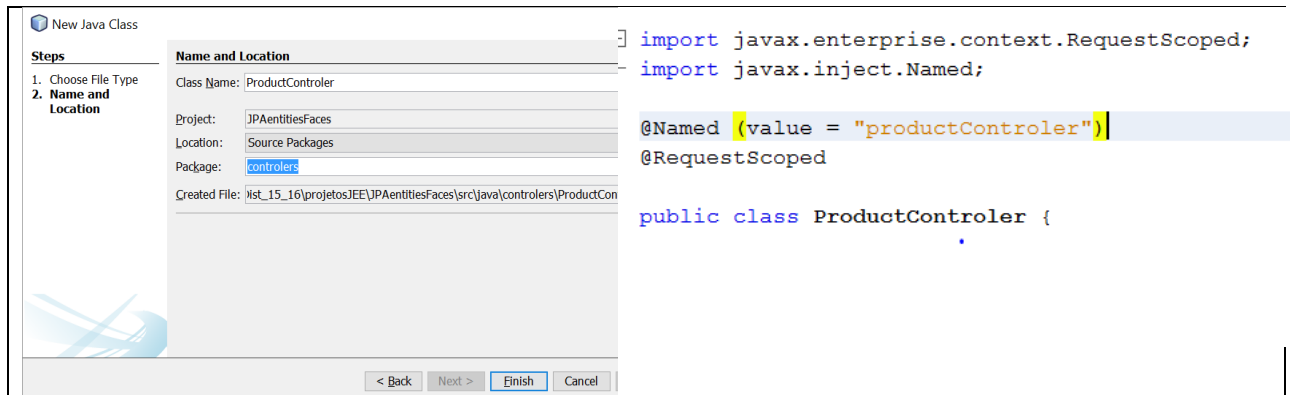 New Java Class
Steps
1. Choose File Type
2. Name and
Location
Name and Location
Class Name: ProductControler
Project: JPAentitiesFaces
Location: Source Packages
Package: controlers
Created File: Dist_15_16\projetosJEE\JPAentitiesFaces\src\java\controlers\ProductCon
< Back Next > Finish Cancel
import javax.enterprise.context.RequestScoped;
import javax.inject.Named;
@Named (value = "productControler")
@RequestScoped
public class ProductControler {